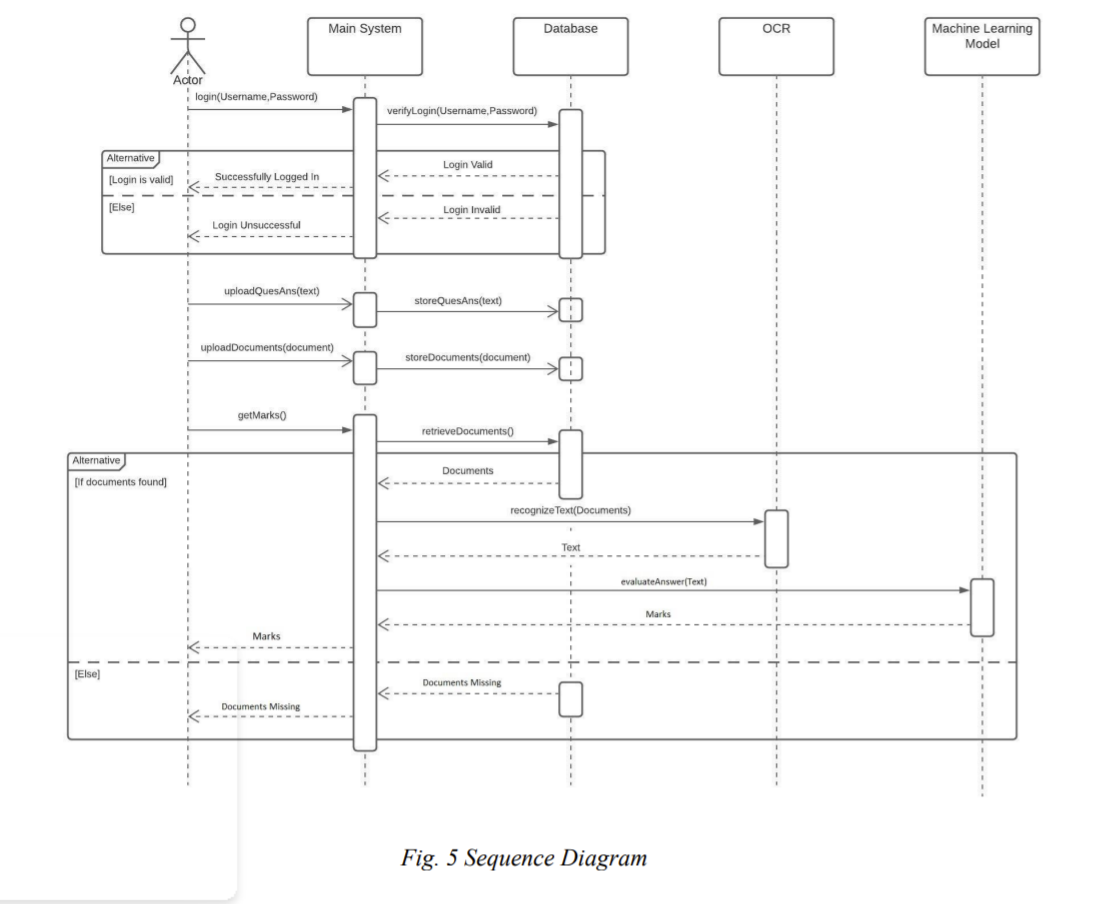 Main System
Database
OCR
Machine Learning
Model
Actor
login(Username,Password)
verifyLogin(Username,Password)
Alternative
[Login is valid]
Login Valid
Successfully Logged In
[Else]
Login Invalid
Login Unsuccessful
uploadQuesAns(text)
storeQuesAns(text)
uploadDocuments(document)
storeDocuments(document)
getMarks()
retrieveDocuments()
Alternative
[If documents found]
Documents
recognizeText(Documents)
Text
evaluateAnswer(Text)
Marks
Marks
[Else]
Documents Missing
Documents Missing
Fig. 5 Sequence Diagram